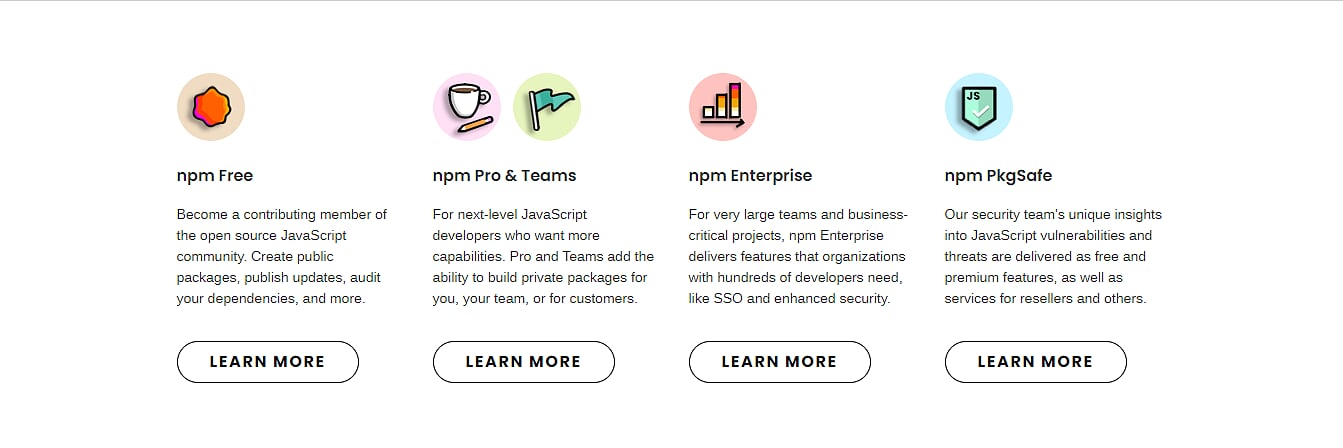 JS
npm Free
Become a contributing member of
the open source JavaScript
community. Create public
packages, publish updates, audit
your dependencies, and more.
LEARN MORE
npm Pro & Teams
For next-level JavaScript
developers who want more
capabilities. Pro and Teams add the
ability to build private packages for
you, your team, or for customers.
LEARN MORE
npm Enterprise
For very large teams and business-
critical projects, npm Enterprise
delivers features that organizations
with hundreds of developers need,
like SSO and enhanced security.
LEARN MORE
npm PkgSafe
Our security team's unique insights
into JavaScript vulnerabilities and
threats are delivered as free and
premium features, as well as
services for resellers and others.
LEARN MORE